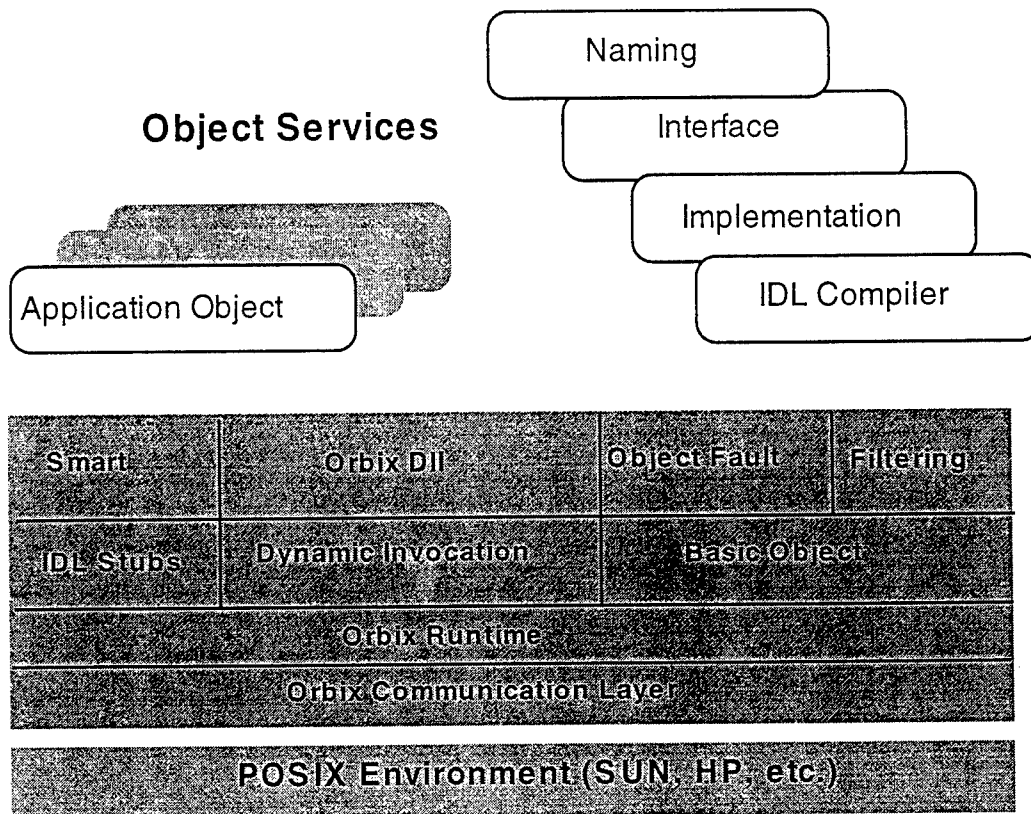 Naming
Object Services
Interface
Implementation
Application Object
IDL Compiler
Smart
Orbix DII
Object Fault
Filtering
IDL Stubs
Dynamic Invocation
Basic Object
Orbix Runtime
Orbix Communication Layer
POSIX Environment (SUN, HP, etc.)